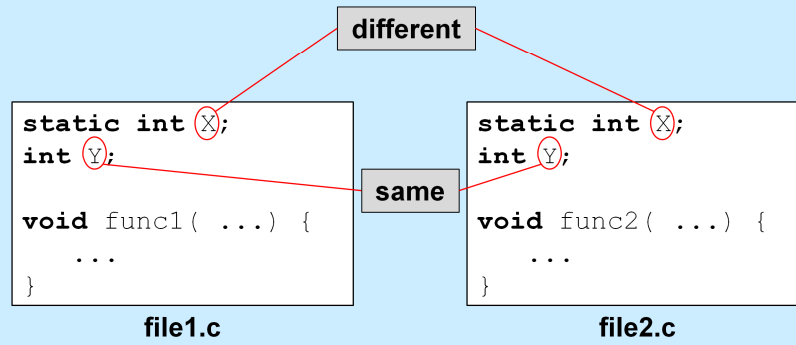 different
static int X;
int Y;
void func1( ...) {
...
}
file1.c
same
static int X;
int Y;
void func2( ...) {
...
}
file2.c